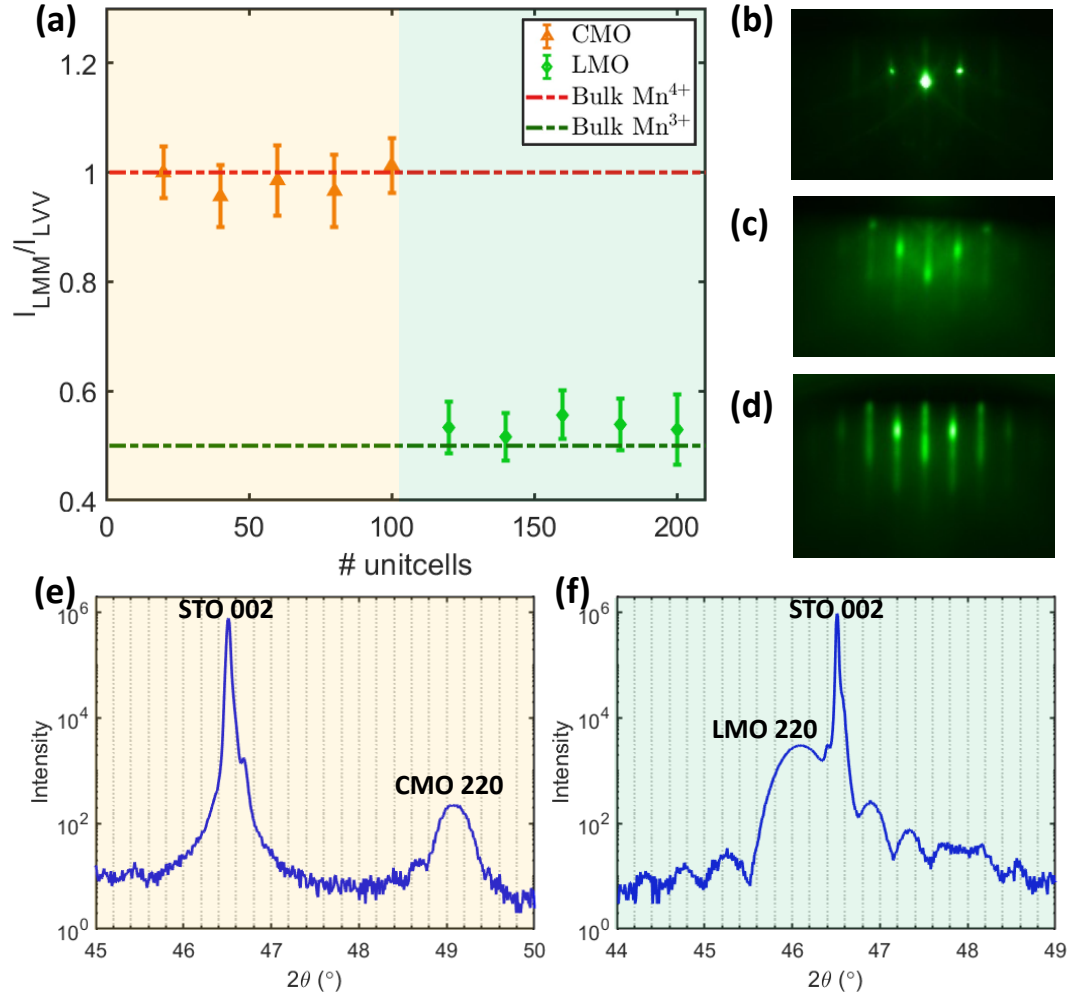 (a)
1.2
1
0.8
0.6
0.4
I_LMM/I_LVV
0
50
100
150
200
# unitcells
CMO
LMO
Bulk Mn⁴⁺
Bulk Mn³⁺
(b)
(c)
(d)
(e)
STO 002
CMO 220
10⁶
10⁴
10²
10⁰
Intensity
45
46
47
48
49
50
2θ (°)
(f)
STO 002
LMO 220
10⁶
10⁴
10²
10⁰
Intensity
44
45
46
47
48
49
2θ (°)